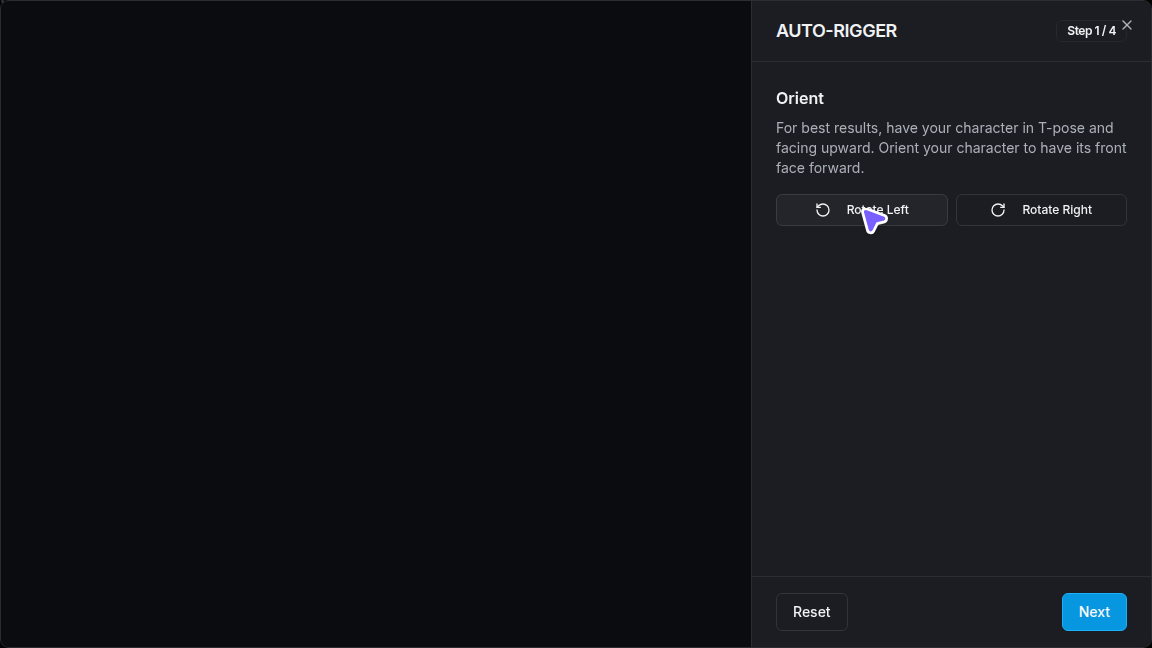 AUTO-RIGGER
Step 1 / 4
Orient
For best results, have your character in T-pose and
facing upward. Orient your character to have its front
face forward.
Rotate Left
Rotate Right
Reset
Next